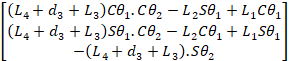 (L₄ + d₃ + L₃)Cθ₁.Cθ₂ − L₂Sθ₁ + L₁Cθ₁
(L₄ + d₃ + L₃)Sθ₁.Cθ₂ − L₂Cθ₁ + L₁Sθ₁
−(L₄ + d₃ + L₃).Sθ₂